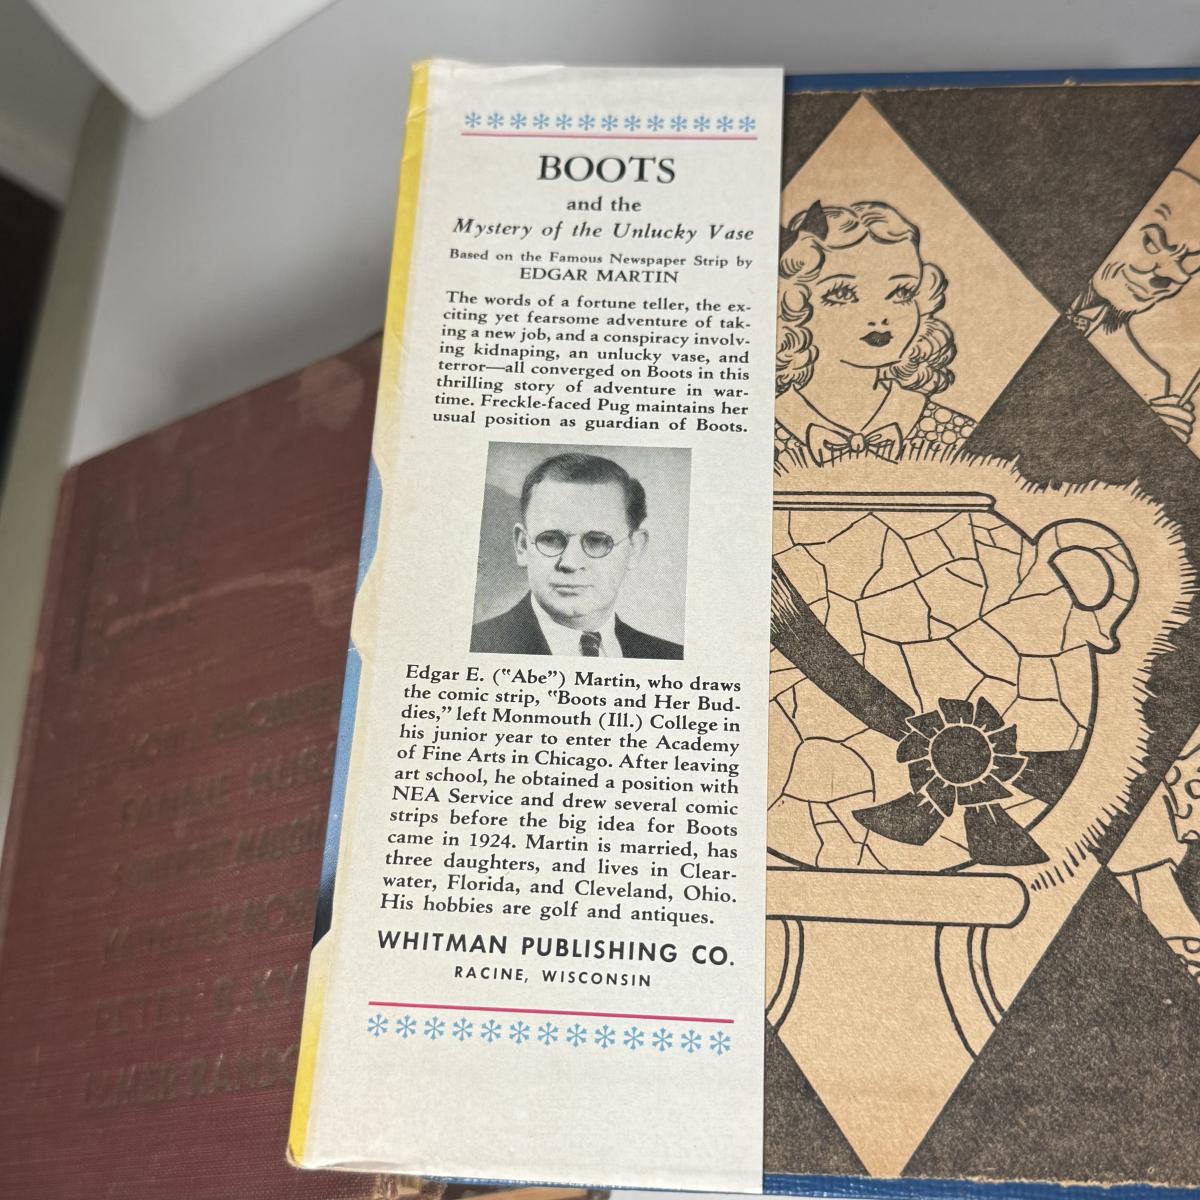 BOOTS
and the
Mystery of the Unlucky Vase
Based on the Famous Newspaper Strip by
EDGAR MARTIN
The words of a fortune teller, the ex-
citing yet fearsome adventure of tak-
ing a new job, and a conspiracy involv-
ing kidnaping, an unlucky vase, and
terror—all converged on Boots in this
thrilling story of adventure in war-
time. Freckle-faced Pug maintains her
usual position as guardian of Boots.
Edgar E. ("Abe") Martin, who draws
the comic strip, "Boots and Her Bud-
dies," left Monmouth (Ill.) College in
his junior year to enter the Academy
of Fine Arts in Chicago. After leaving
art school, he obtained a position with
NEA Service and drew several comic
strips before the big idea for Boots
came in 1924. Martin is married, has
three daughters, and lives in Clear-
water, Florida, and Cleveland, Ohio.
His hobbies are golf and antiques.
WHITMAN PUBLISHING CO.
RACINE, WISCONSIN
PETER B. KY